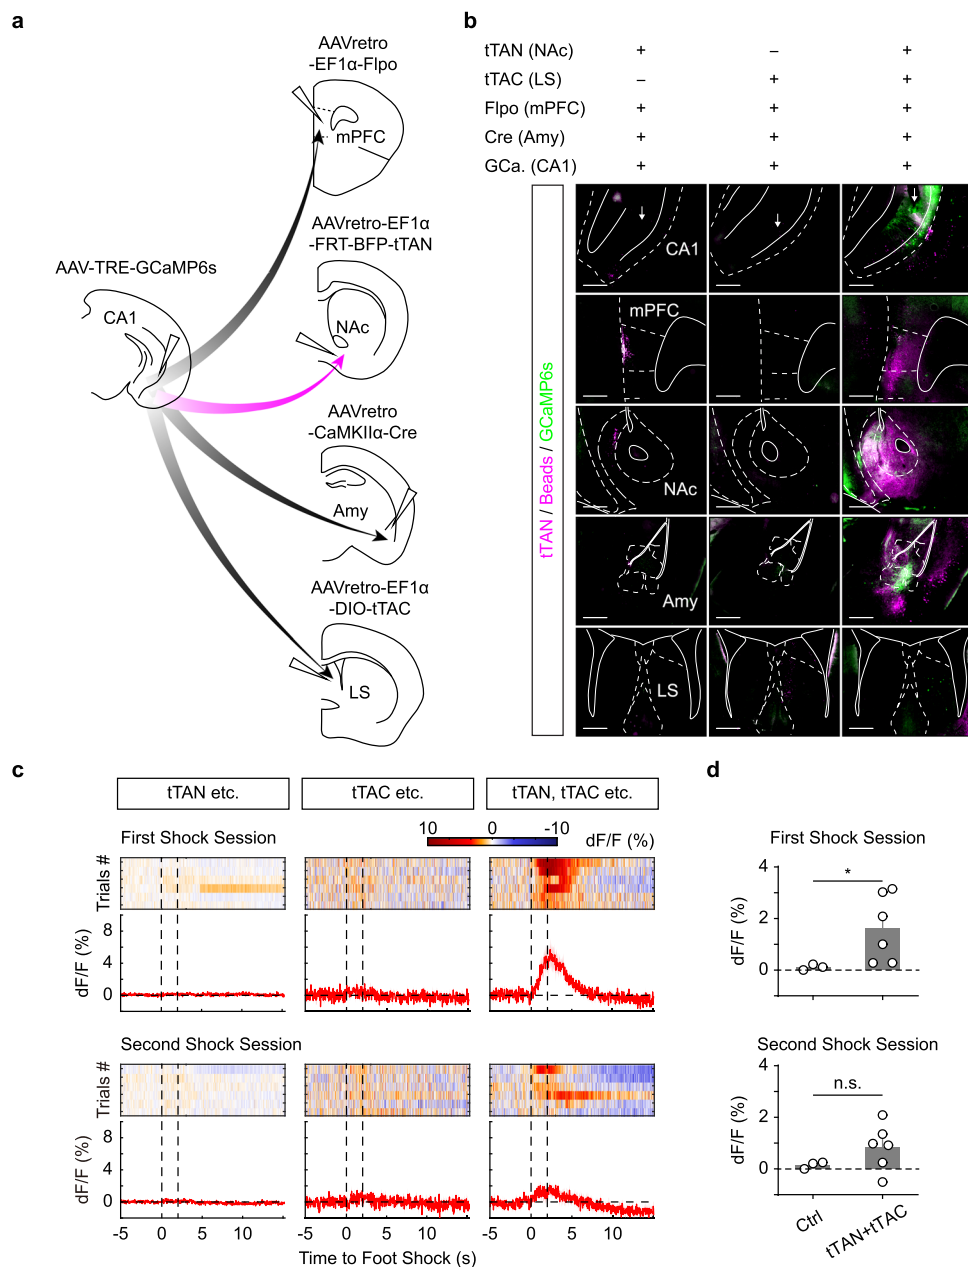 a
AAVretro
-EF1α-Flpo
mPFC
AAVretro-EF1α
-FRT-BFP-tTAN
AAV-TRE-GCaMP6s
CA1
NAc
AAVretro
-CaMKIIα-Cre
Amy
AAVretro-EF1α
-DIO-tTAC
LS
b
tTAN (NAc) + – +
tTAC (LS) – + +
Flpo (mPFC) + + +
Cre (Amy) + + +
GCa. (CA1) + + +
tTAN / Beads / GCaMP6s
CA1
mPFC
NAc
Amy
LS
c
tTAN etc.
tTAC etc.
tTAN, tTAC etc.
First Shock Session
10 0 -10
dF/F (%)
Trials #
dF/F (%)
8
4
0
Second Shock Session
Trials #
dF/F (%)
8
4
0
-5 0 5 10 15
-5 0 5 10 15
-5 0 5 10 15
Time to Foot Shock (s)
d
First Shock Session
dF/F (%)
4
2
0
*
Second Shock Session
dF/F (%)
4
2
0
n.s.
Ctrl
tTAN+tTAC